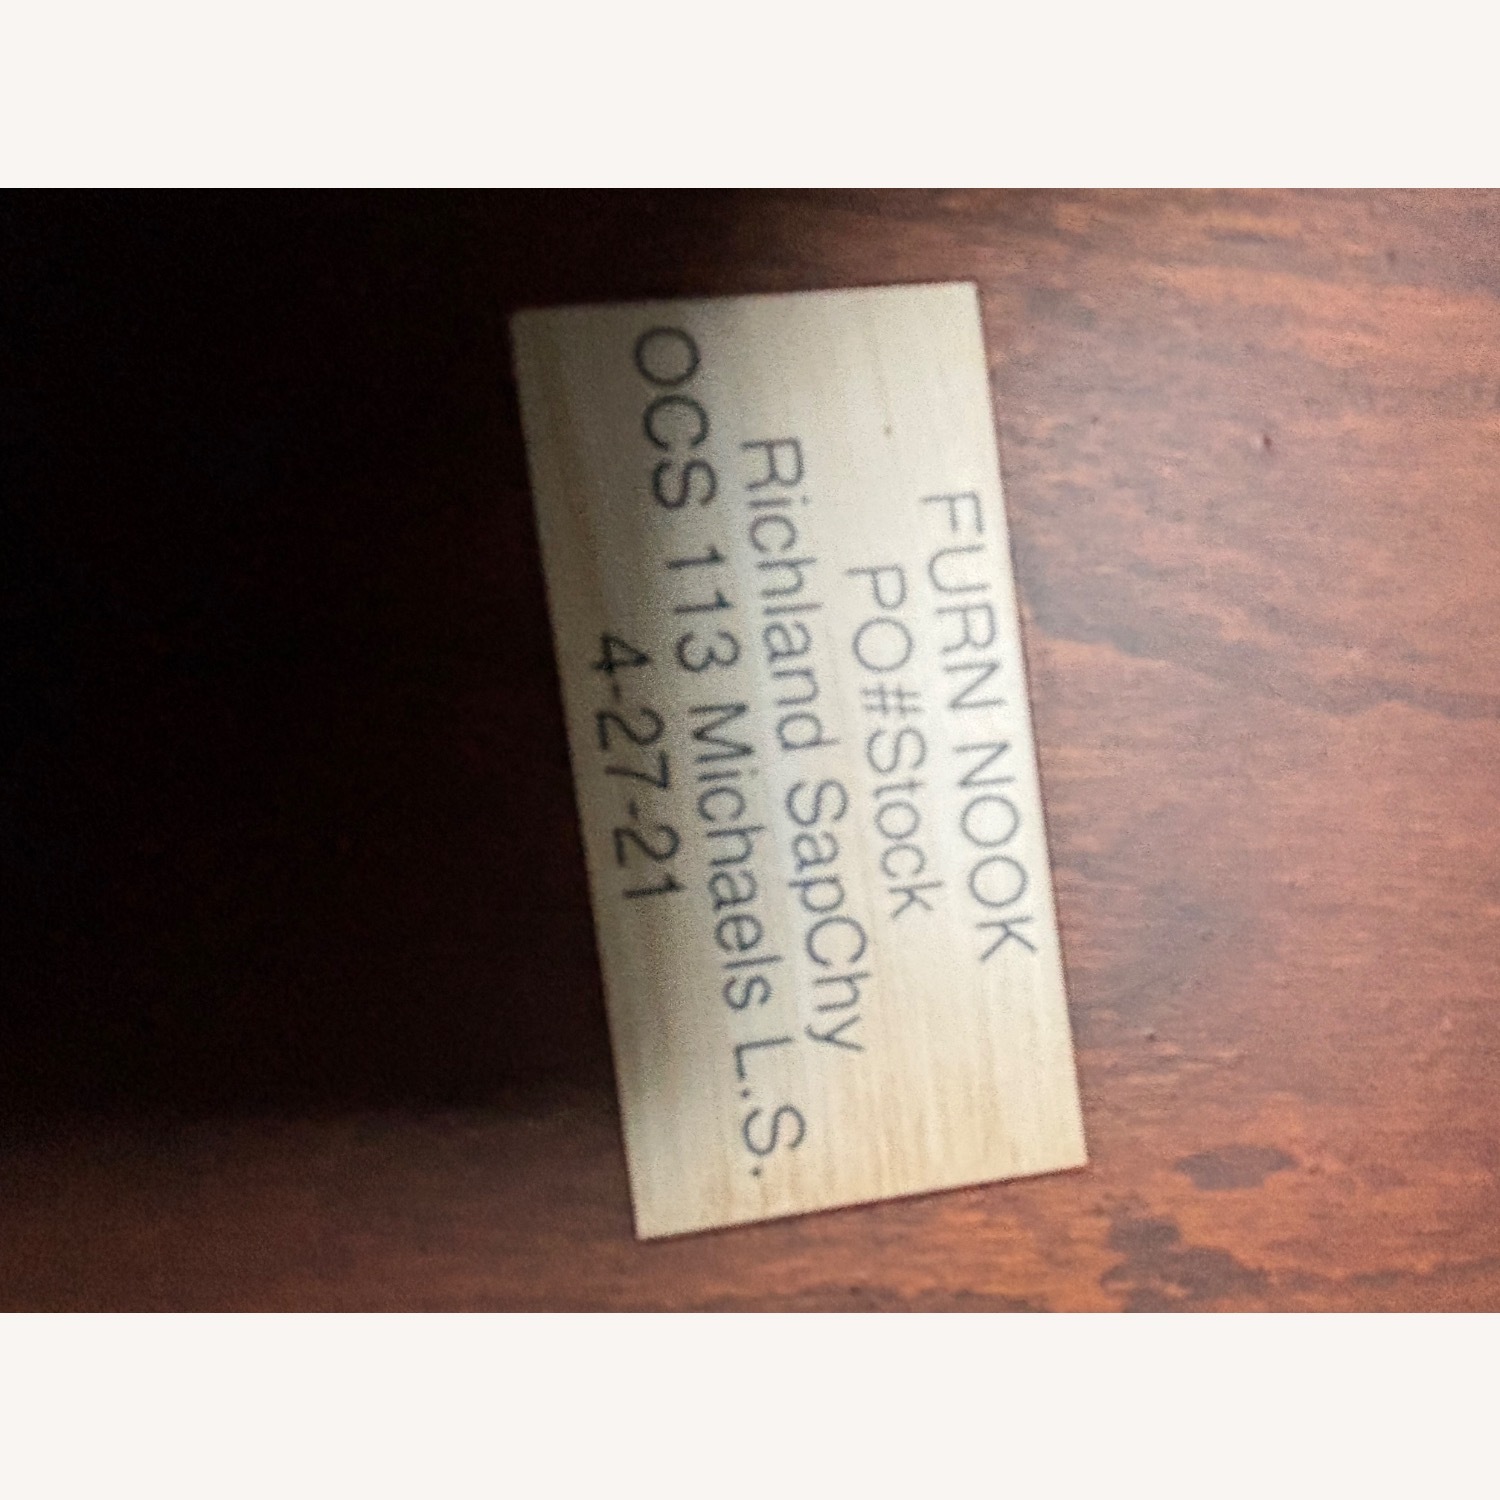 FURN NOOK
PO#Stock
Richland SapChy
OCS 113 Michaels L.S.
4-27-21